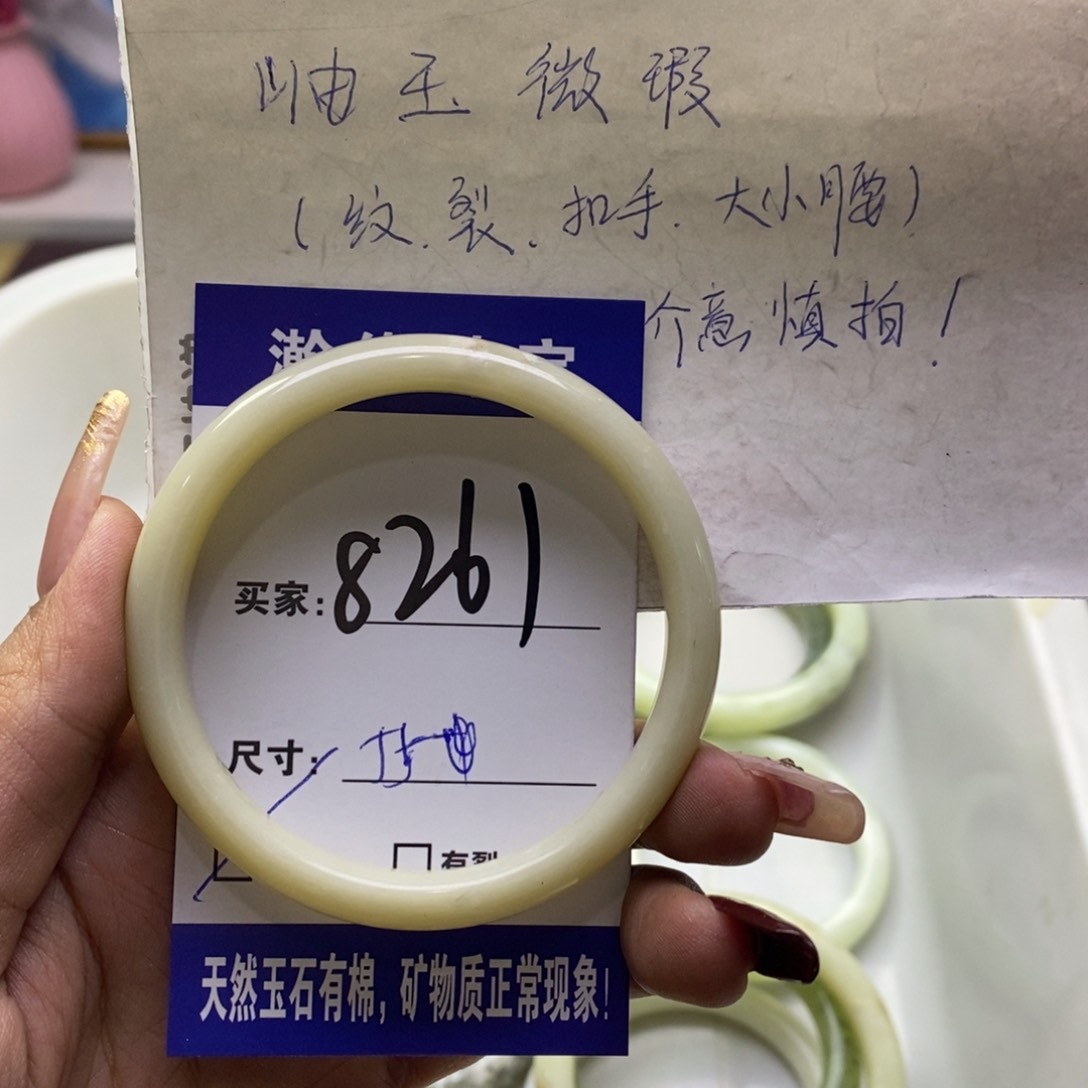 岫玉 微瑕
(纹.裂.扣手.大小腰)
介意慎拍!
买家: 8261
尺寸:
有裂
天然玉石有棉,矿物质正常现象!